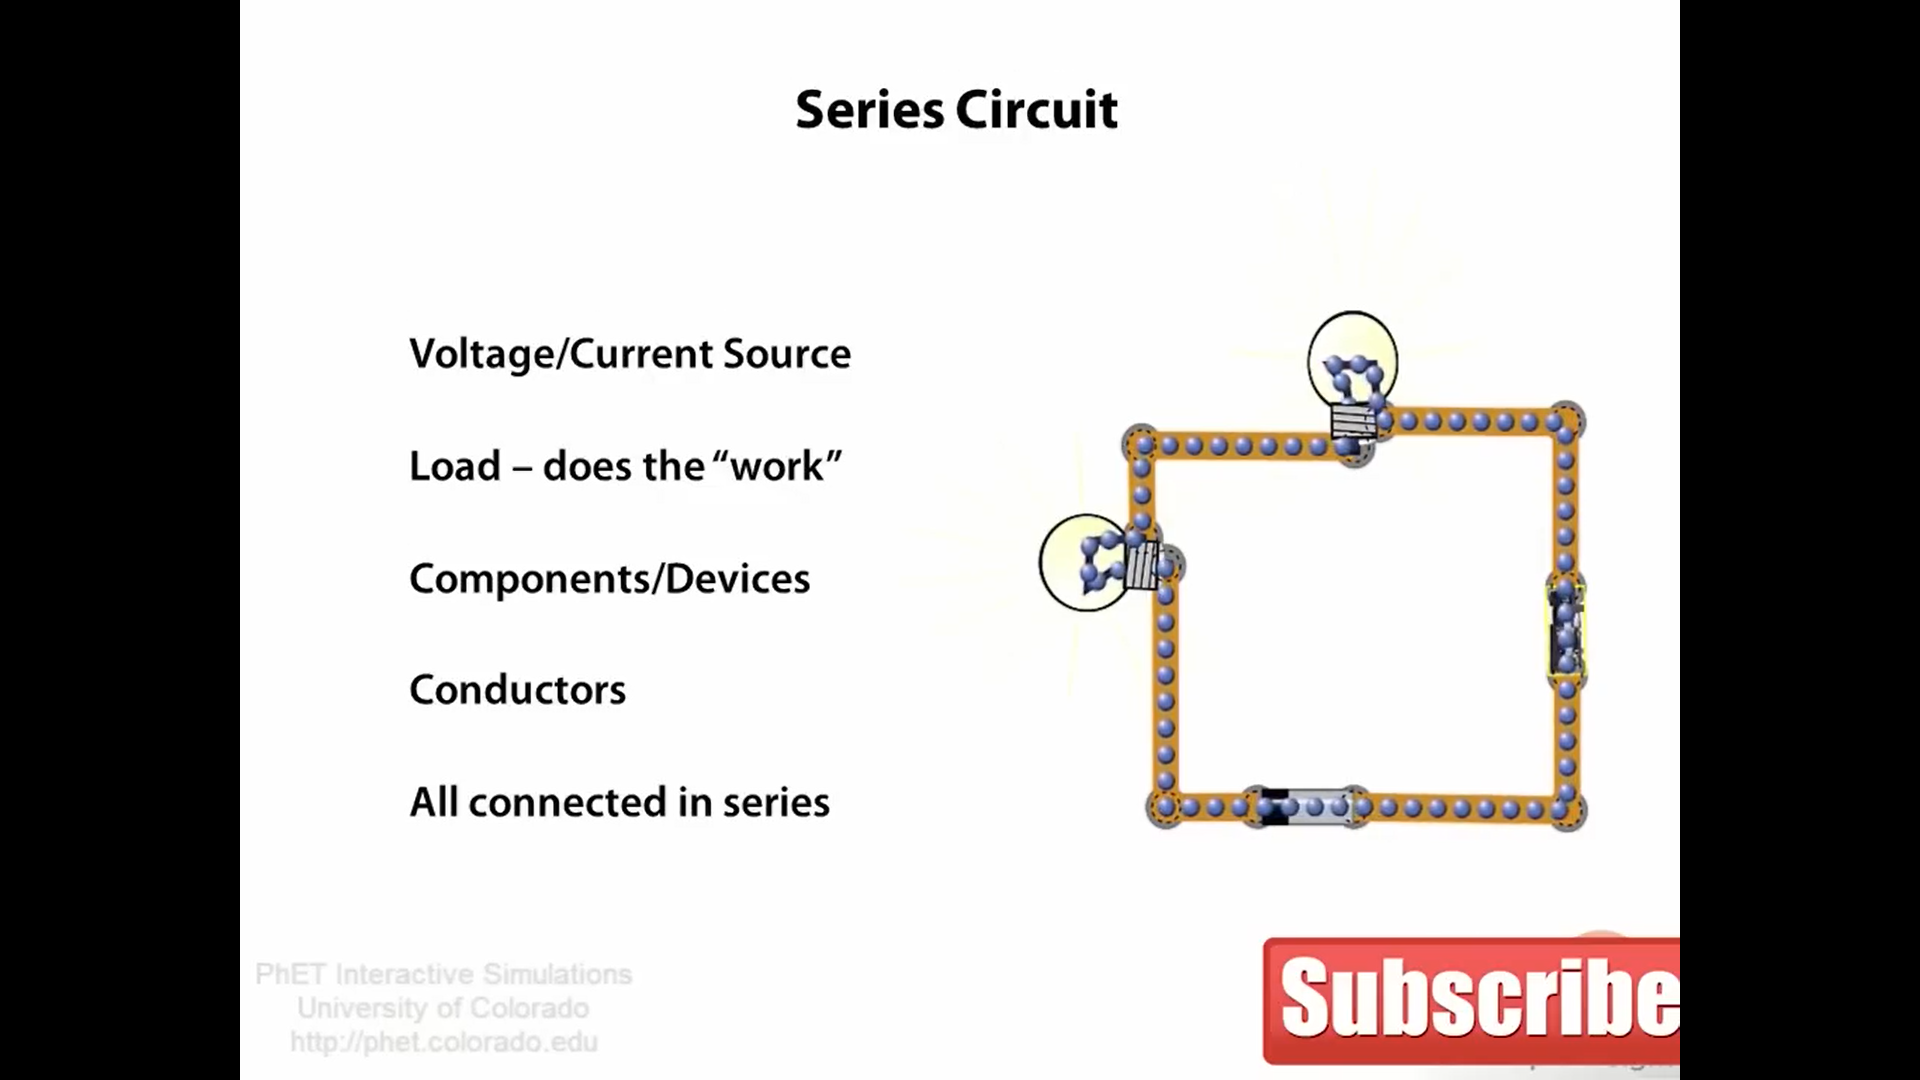 Series Circuit
Voltage/Current Source
Load – does the “work”
Components/Devices
Conductors
All connected in series
PhET Interactive Simulations
University of Colorado
http://phet.colorado.edu
Subscribe